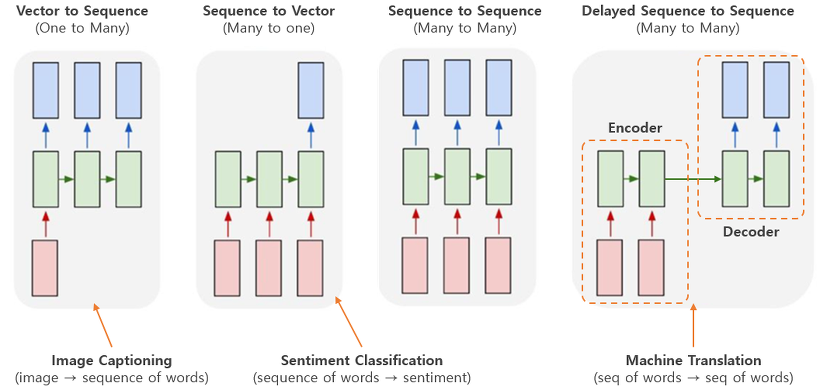 Vector to Sequence
(One to Many)
Sequence to Vector
(Many to one)
Sequence to Sequence
(Many to Many)
Delayed Sequence to Sequence
(Many to Many)
Encoder
Decoder
Image Captioning
(image → sequence of words)
Sentiment Classification
(sequence of words → sentiment)
Machine Translation
(seq of words → seq of words)